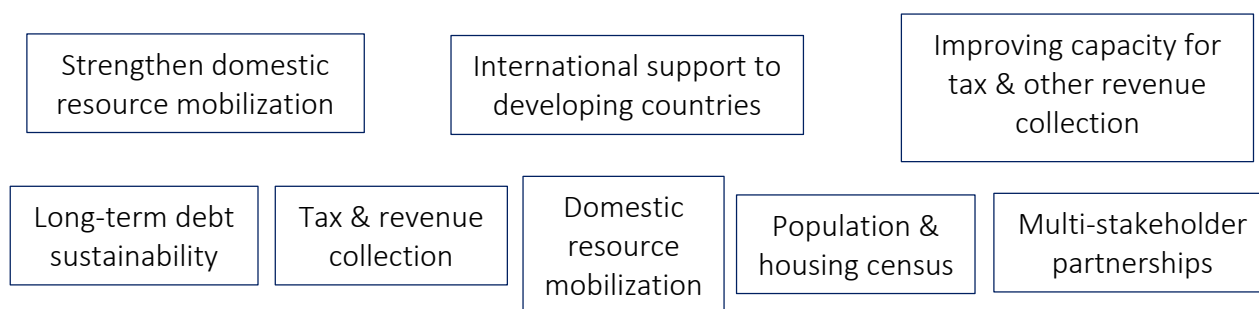 Strengthen domestic
resource mobilization
International support to
developing countries
Improving capacity for
tax & other revenue
collection
Long-term debt
sustainability
Tax & revenue
collection
Domestic
resource
mobilization
Population &
housing census
Multi-stakeholder
partnerships